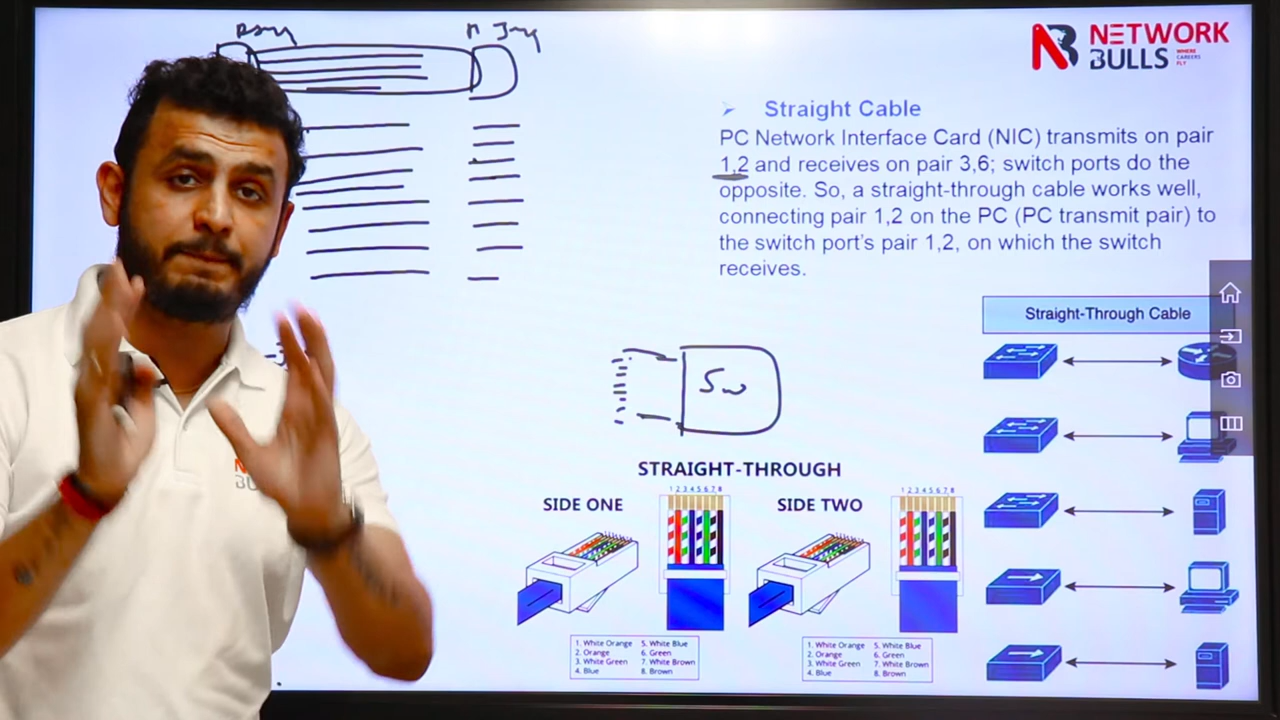 NETWORK
BULLS
WHERE
CAREERS
FLY
➢ Straight Cable
PC Network Interface Card (NIC) transmits on pair
1,2 and receives on pair 3,6; switch ports do the
opposite. So, a straight-through cable works well,
connecting pair 1,2 on the PC (PC transmit pair) to
the switch port's pair 1,2, on which the switch
receives.
Straight-Through Cable
Sw
STRAIGHT-THROUGH
SIDE ONE
1 2 3 4 5 6 7 8
SIDE TWO
1 2 3 4 5 6 7 8
1. White Orange 5. White Blue
2. Orange 6. Green
3. White Green 7. White Brown
4. Blue 8. Brown
1. White Orange 5. White Blue
2. Orange 6. Green
3. White Green 7. White Brown
4. Blue 8. Brown
N
BU